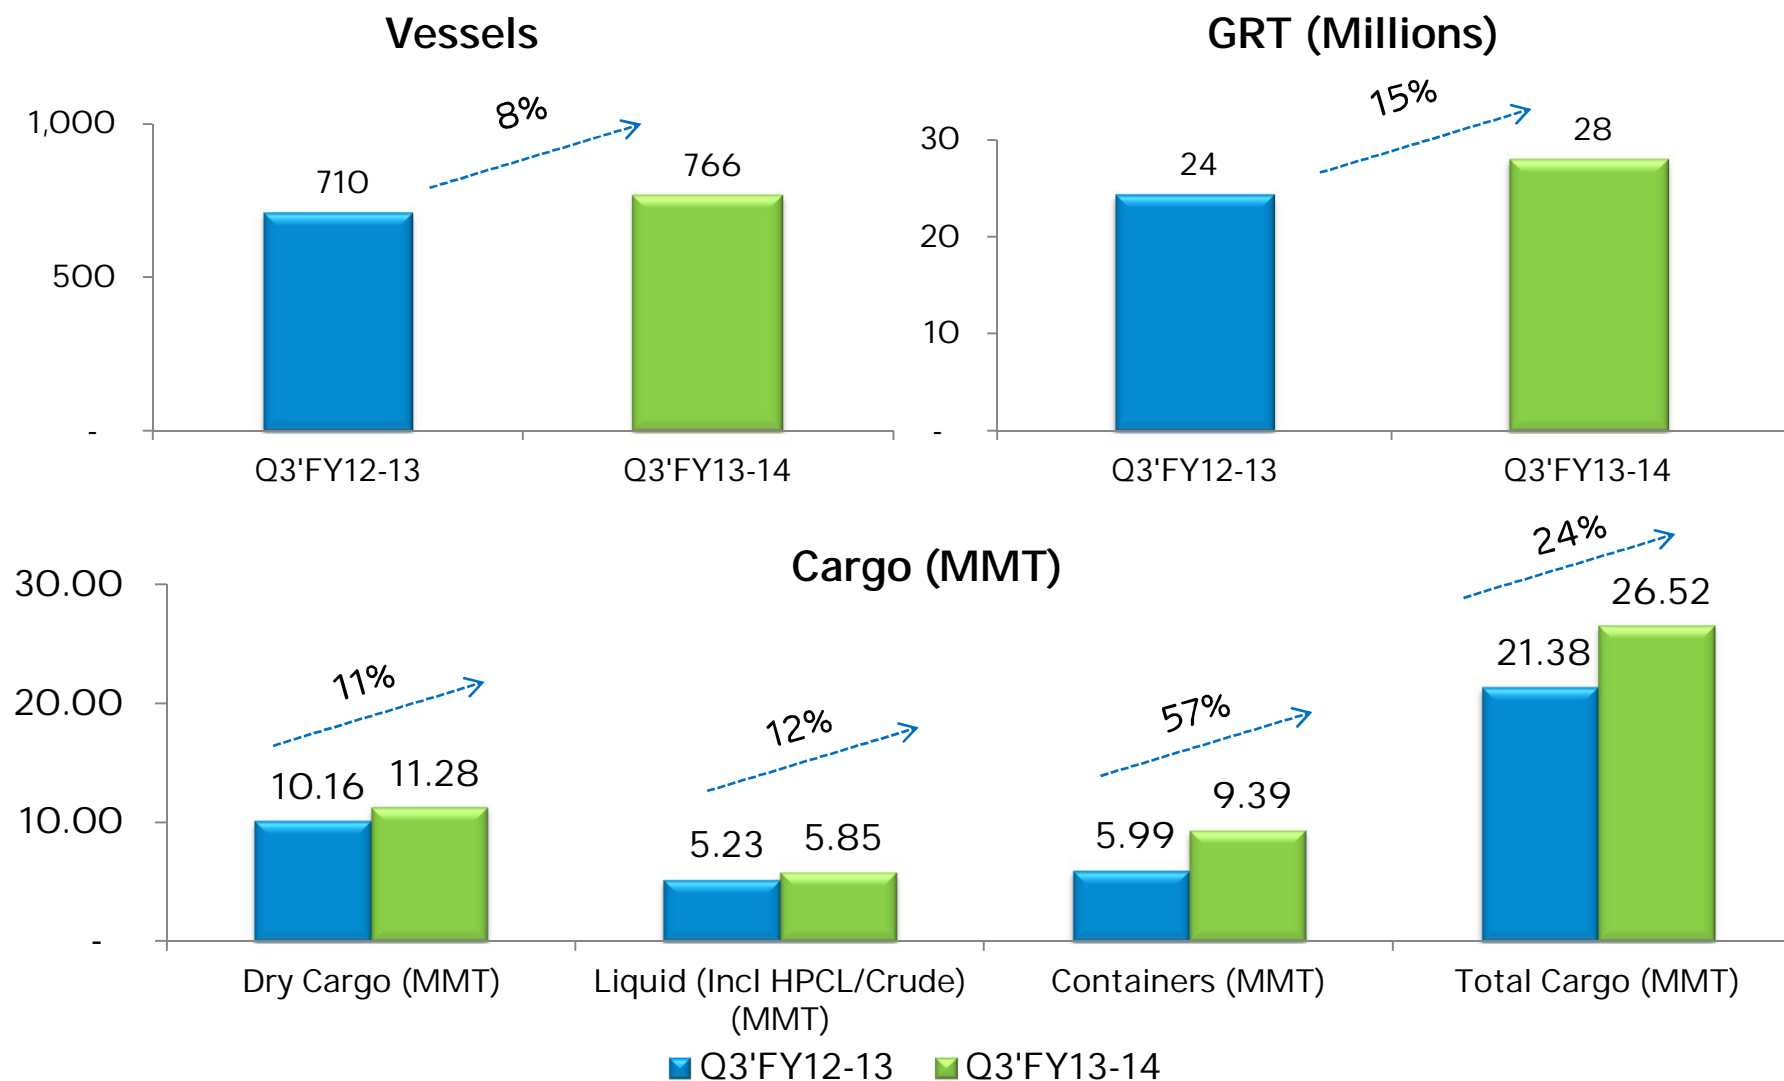 Vessels
8%
1,000
710
766
500
-
Q3'FY12-13
Q3'FY13-14
GRT (Millions)
15%
30
24
28
20
10
-
Q3'FY12-13
Q3'FY13-14
Cargo (MMT)
30.00
20.00
10.00
-
11%
10.16
11.28
12%
5.23
5.85
57%
5.99
9.39
24%
21.38
26.52
Dry Cargo (MMT)
Liquid (Incl HPCL/Crude)
(MMT)
Containers (MMT)
Total Cargo (MMT)
Q3'FY12-13
Q3'FY13-14